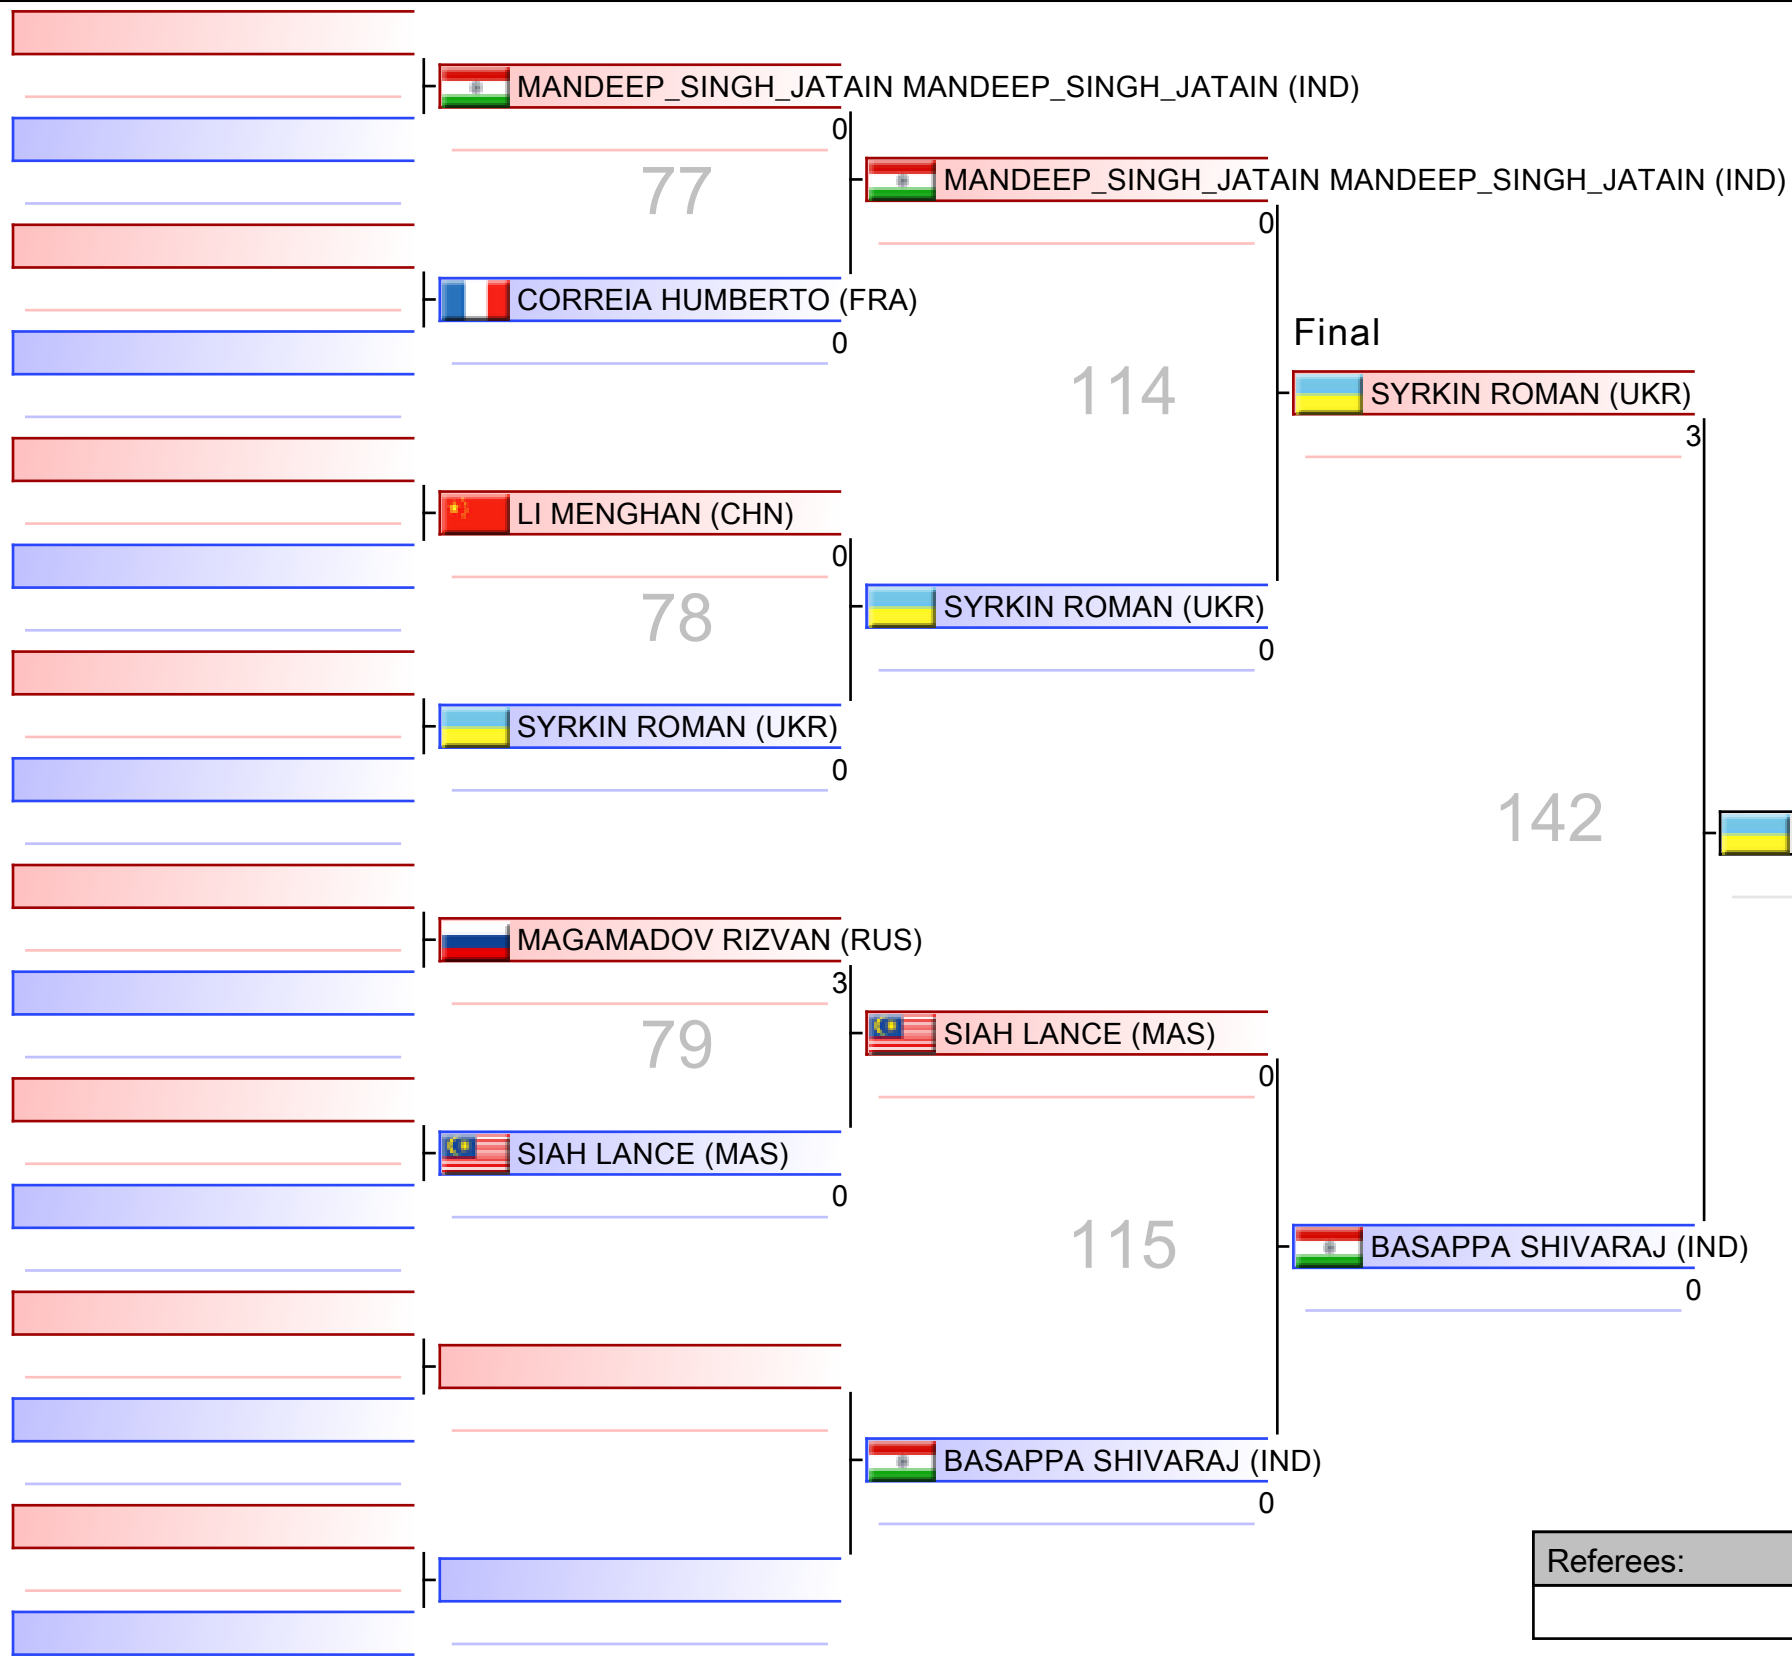 MANDEEP_SINGH_JATAIN MANDEEP_SINGH_JATAIN (IND)
0
77
MANDEEP_SINGH_JATAIN MANDEEP_SINGH_JATAIN (IND)
0
CORREIA HUMBERTO (FRA)
0
Final
114
SYRKIN ROMAN (UKR)
3
LI MENGHAN (CHN)
0
78
SYRKIN ROMAN (UKR)
0
SYRKIN ROMAN (UKR)
0
142
MAGAMADOV RIZVAN (RUS)
3
79
SIAH LANCE (MAS)
0
SIAH LANCE (MAS)
0
115
BASAPPA SHIVARAJ (IND)
0
BASAPPA SHIVARAJ (IND)
0
Referees: